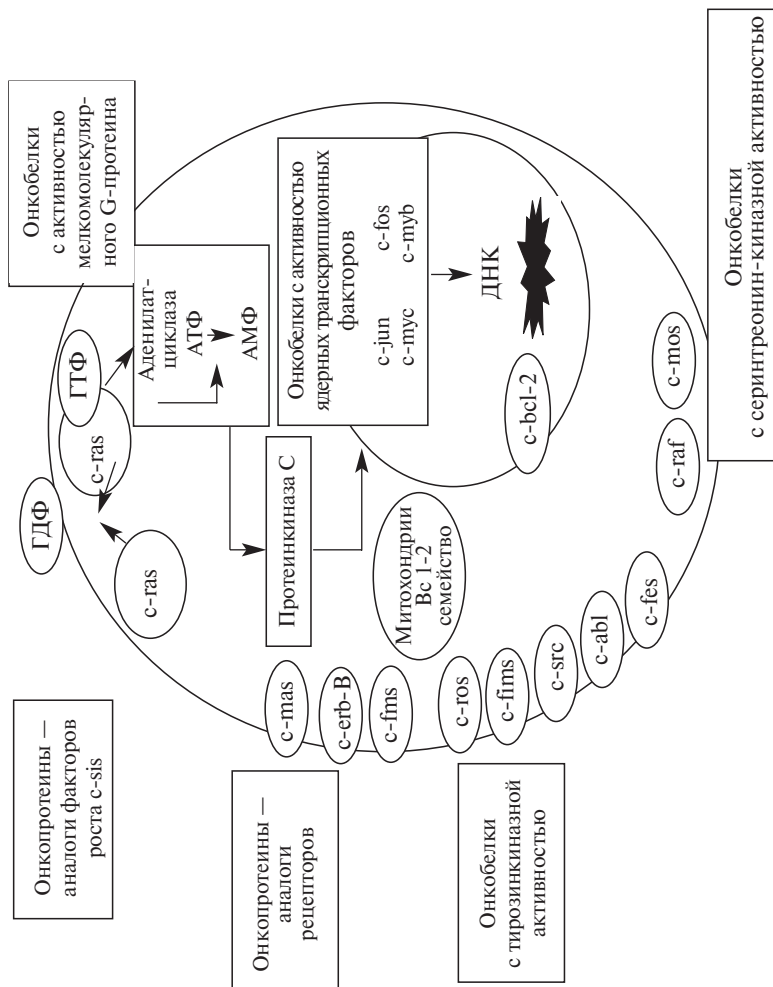 Онкопротеины —
аналоги факторов
роста c-sis
Онкопротеины —
аналоги
рецепторов
Онкобелки
с тирозинкиназной
активностью
Онкобелки
с активностью
мелкомолекуляр-
ного G-протеина
Онкобелки
с серинтреонин-киназной активностью
ГДФ
ГТФ
c-ras
c-ras
Аденилат-
циклаза
АТФ
АМФ
Протеинкиназа С
Онкобелки с активностью
ядерных транскрипционных
факторов
c-jun c-fos
c-myc c-myb
ДНК
c-bcl-2
Митохондрии
Вс 1-2
семейство
c-mas
c-erb-B
c-fms
c-ros
c-fims
c-src
c-abl
c-fes
c-raf
c-mos